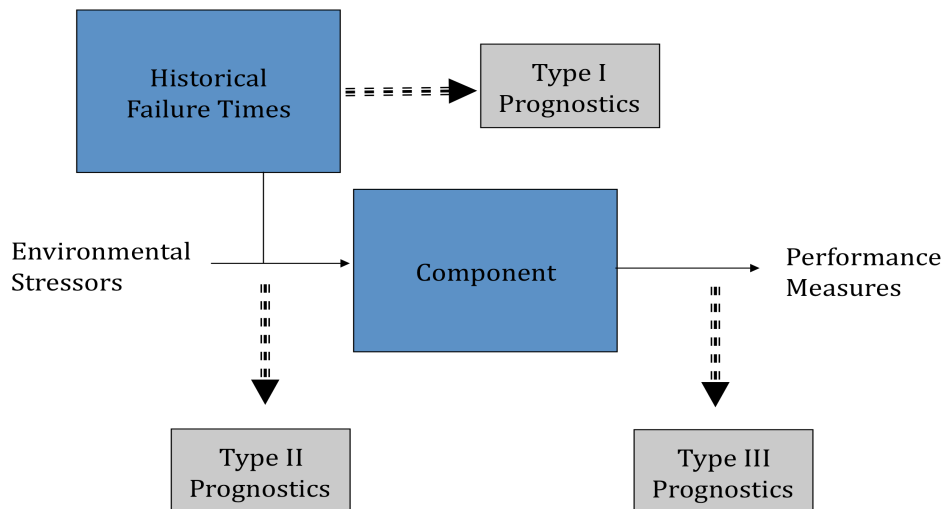 Historical
Failure Times
Type I
Prognostics
Environmental
Stressors
Component
Performance
Measures
Type II
Prognostics
Type III
Prognostics